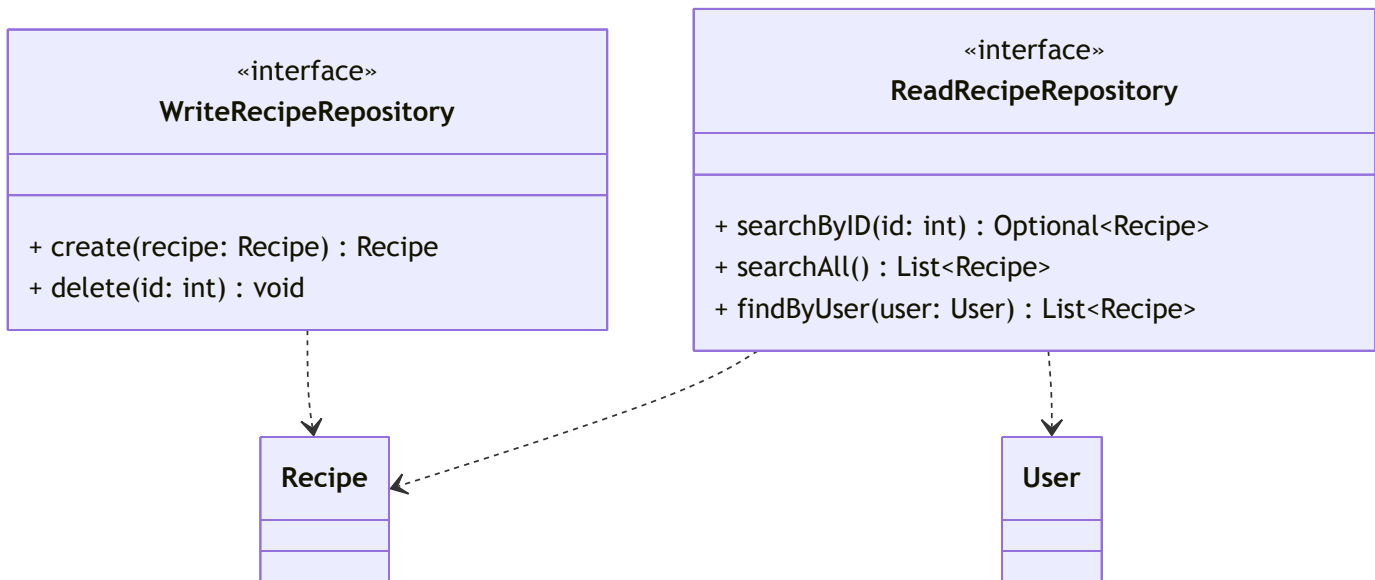 «interface»
WriteRecipeRepository
+ create(recipe: Recipe) : Recipe
+ delete(id: int) : void
«interface»
ReadRecipeRepository
+ searchByID(id: int) : Optional<Recipe>
+ searchAll() : List<Recipe>
+ findByUser(user: User) : List<Recipe>
Recipe
User